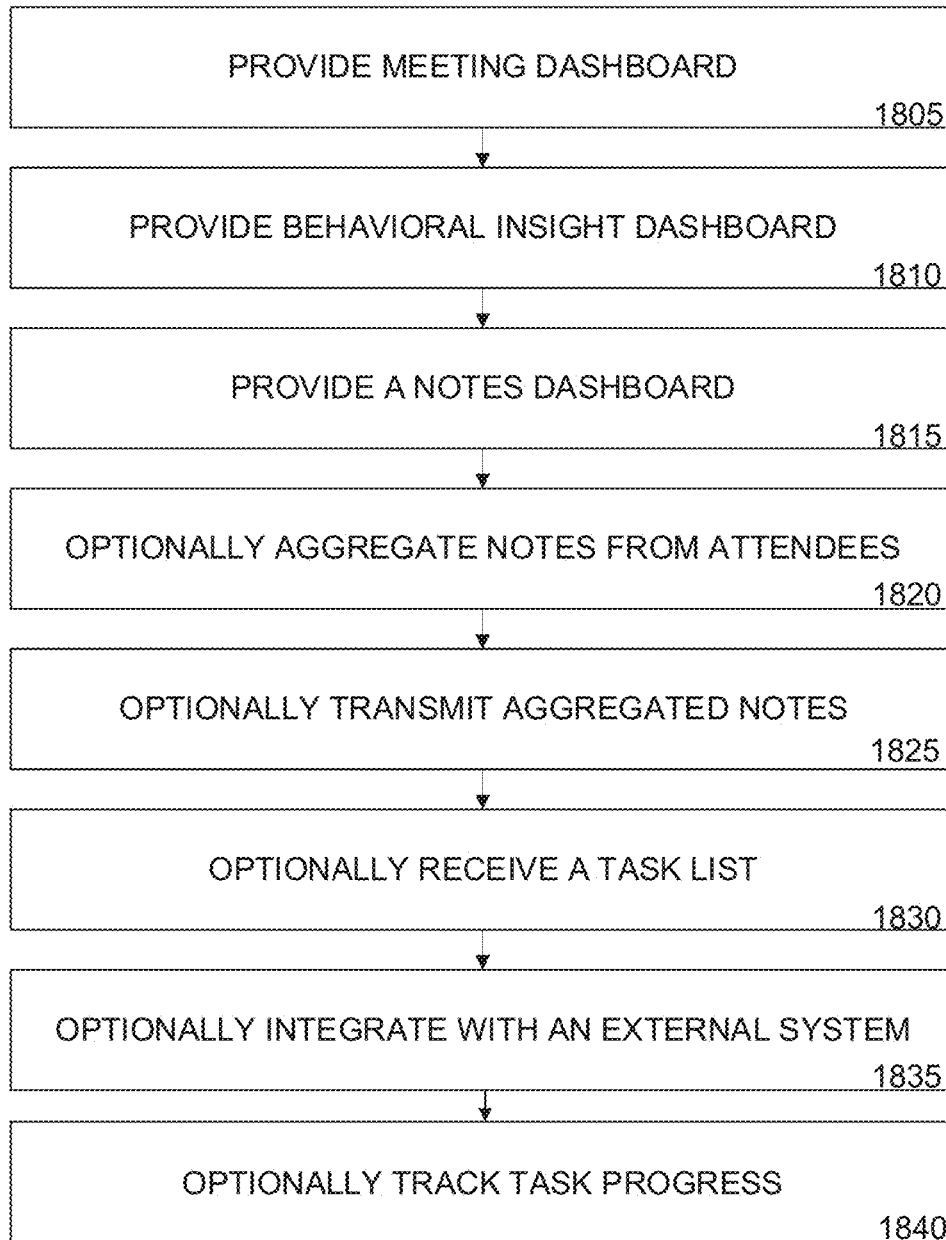 PROVIDE MEETING DASHBOARD
1805
PROVIDE BEHAVIORAL INSIGHT DASHBOARD
1810
PROVIDE A NOTES DASHBOARD
1815
OPTIONALLY AGGREGATE NOTES FROM ATTENDEES
1820
OPTIONALLY TRANSMIT AGGREGATED NOTES
1825
OPTIONALLY RECEIVE A TASK LIST
1830
OPTIONALLY INTEGRATE WITH AN EXTERNAL SYSTEM
1835
OPTIONALLY TRACK TASK PROGRESS
1840